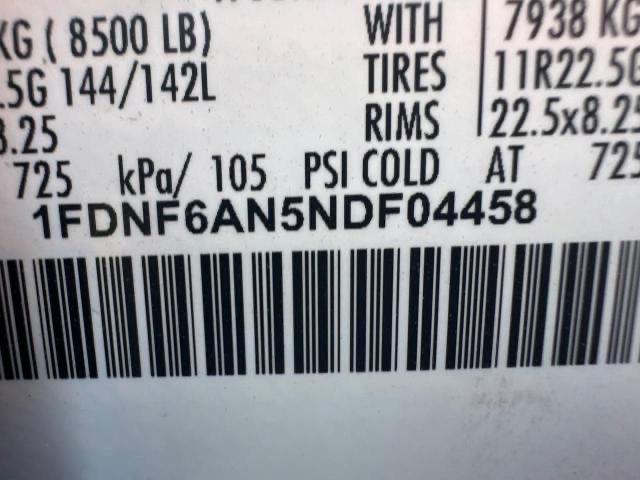 KG ( 8500 LB) WITH 7938 KG
.5G 144/142L TIRES 11R22.5G
8.25 RIMS 22.5x8.25
725 kPa/ 105 PSI COLD AT 725
1FDNF6AN5NDF04458